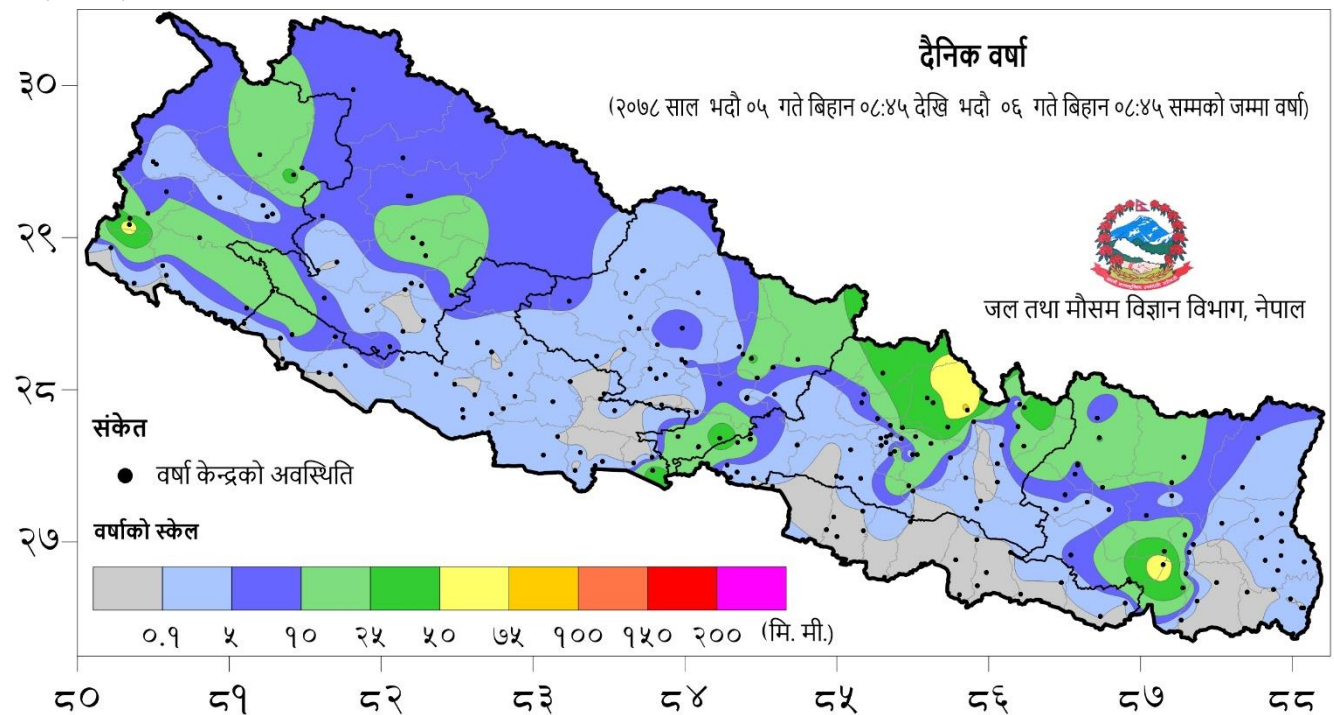 दैनिक वर्षा
(२०७८ साल भदौ ०५ गते बिहान ०८:४५ देखि भदौ ०६ गते बिहान ०८:४५ सम्मको जम्मा वर्षा)
जल तथा मौसम विज्ञान विभाग, नेपाल
३०
२९
२८
२७
संकेत
वर्षा केन्द्रको अवस्थिति
वर्षाको स्केल
०.१ ५ १० २५ ५० ७५ १०० १५० २०० (मि. मी.)
८० ८१ ८२ ८३ ८४ ८५ ८६ ८७ ८८